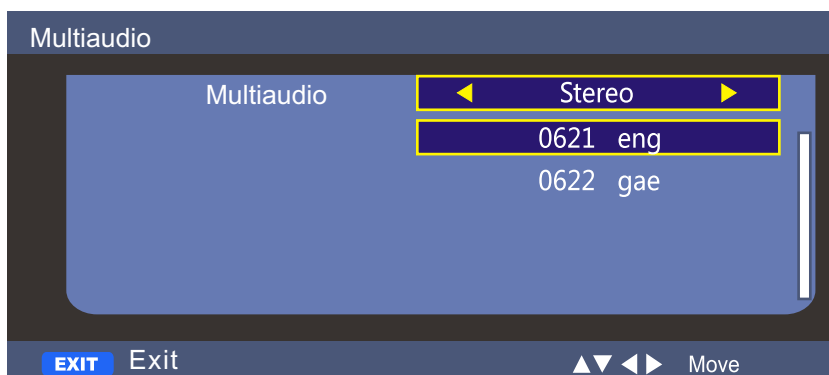 Multiaudio
Multiaudio Stereo
0621 eng
0622 gae
EXIT Exit Move